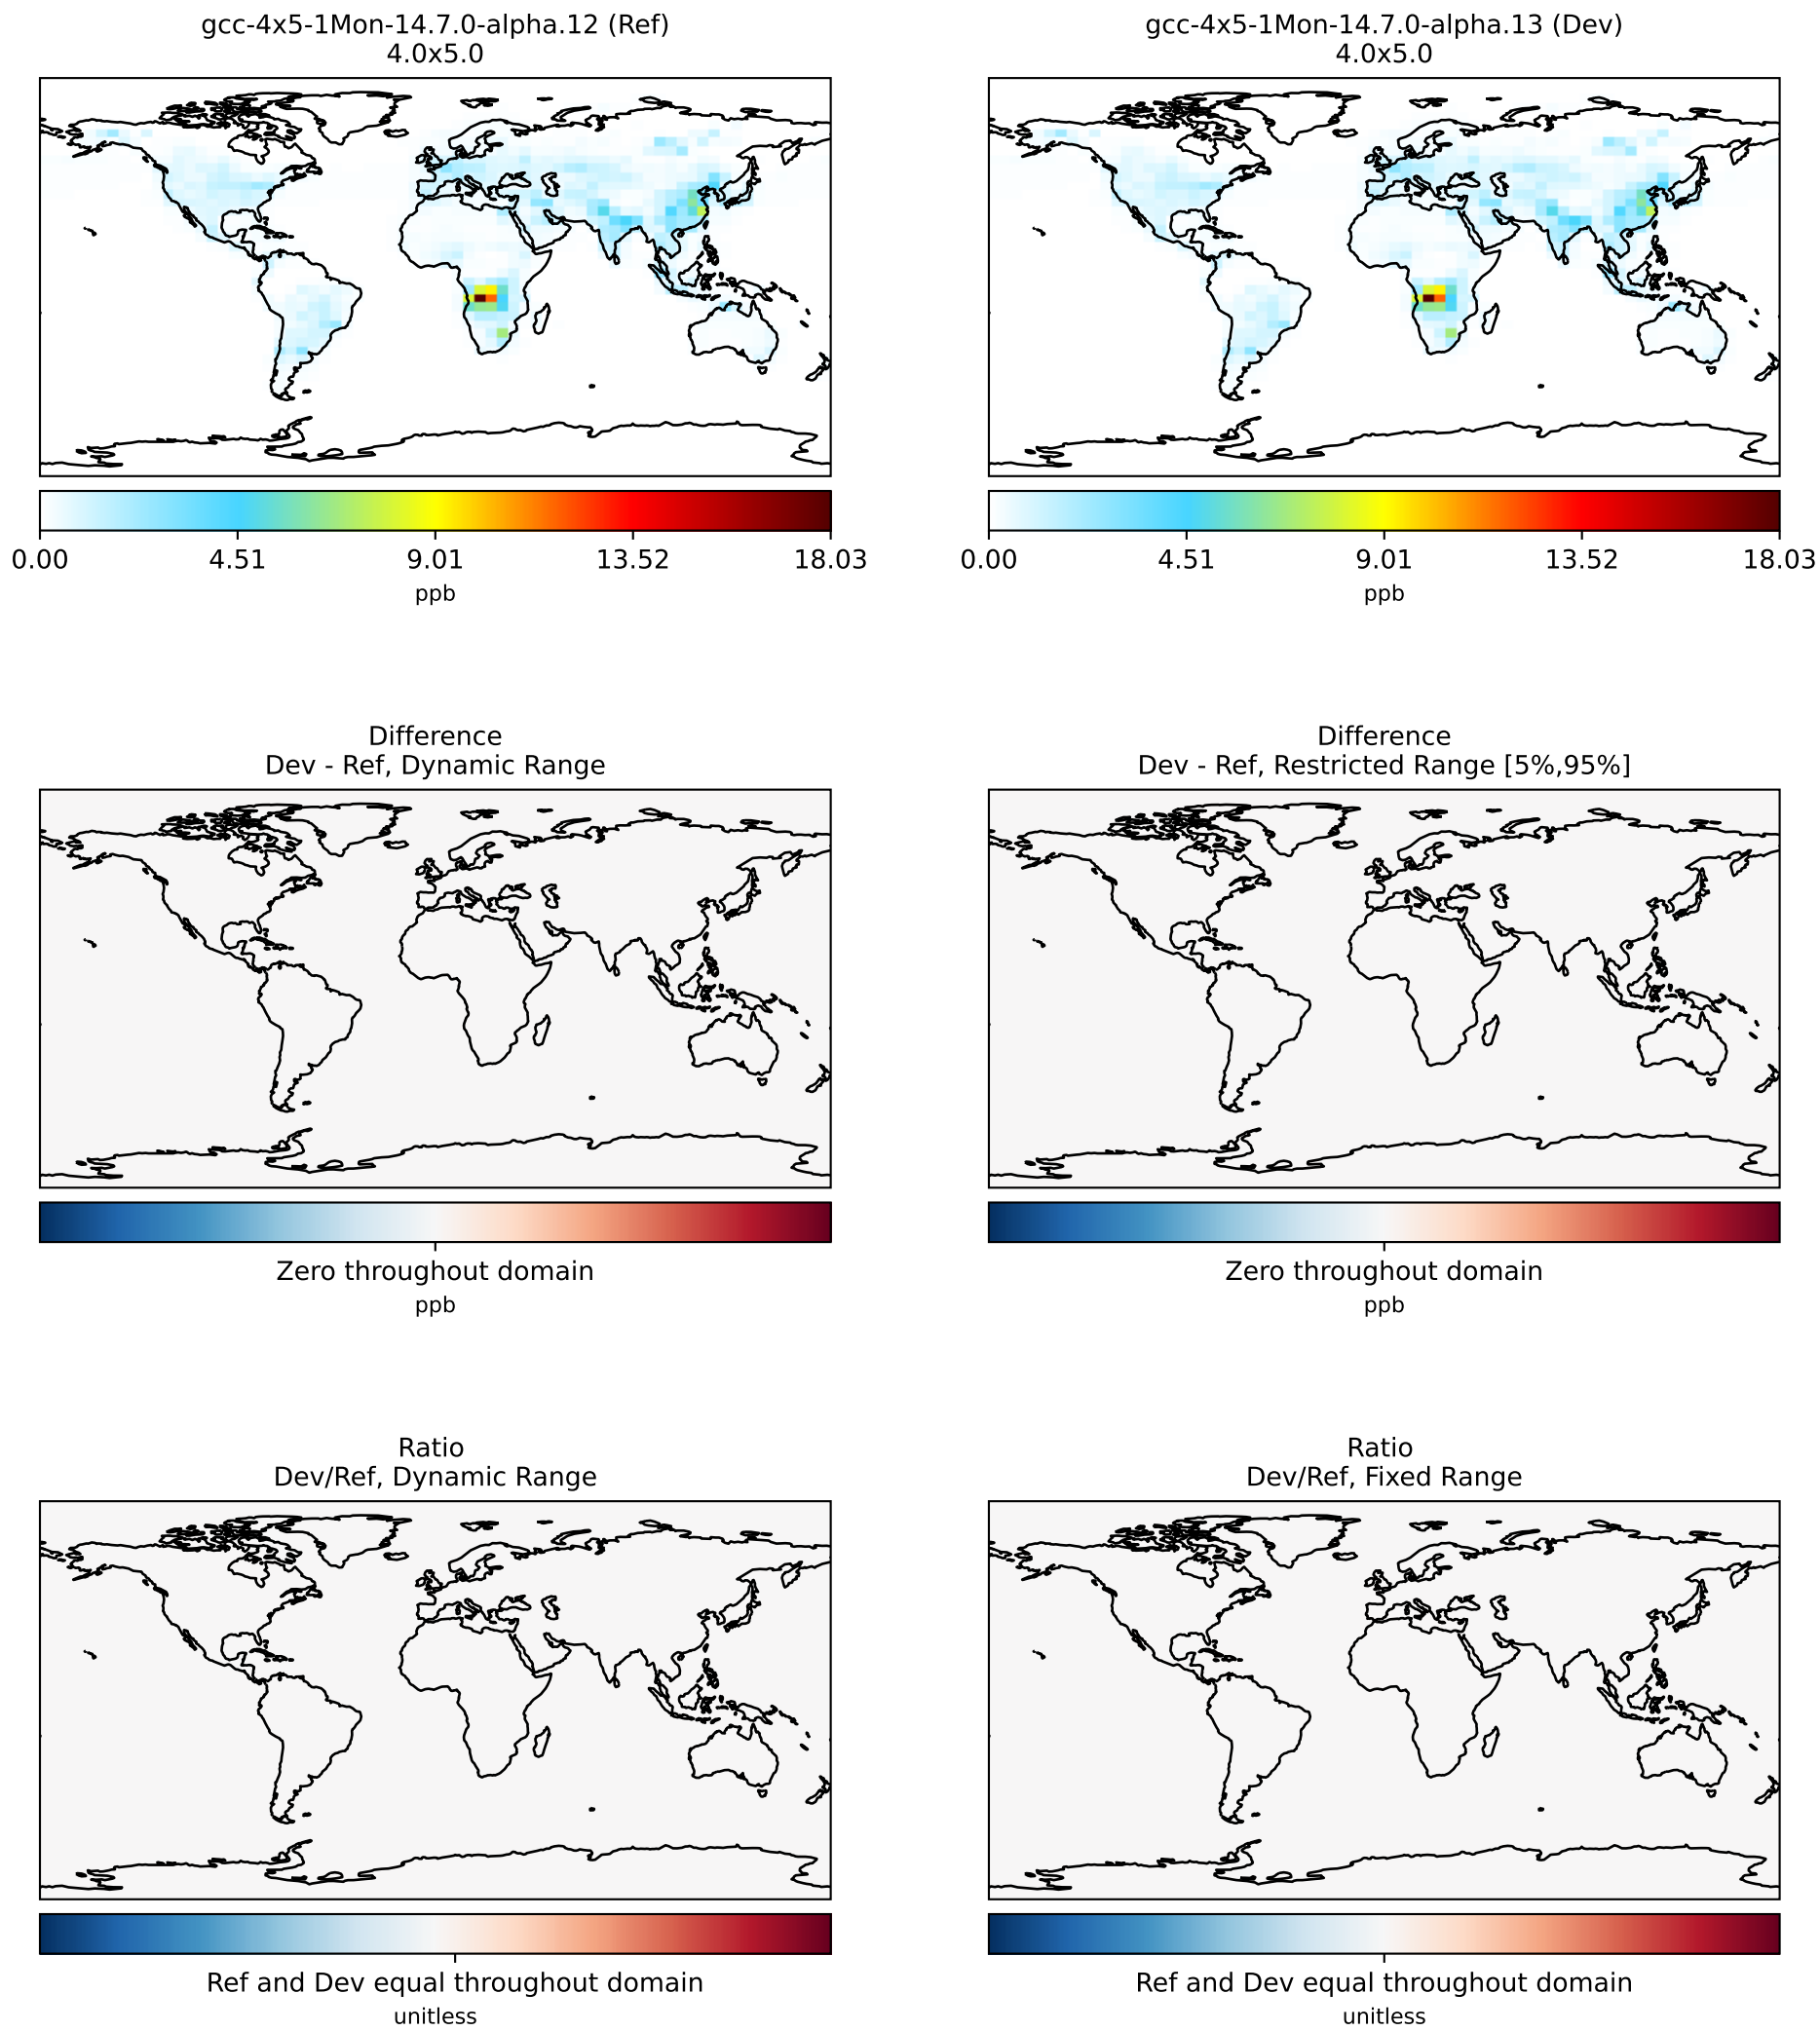 gcc-4x5-1Mon-14.7.0-alpha.12 (Ref)
4.0x5.0
gcc-4x5-1Mon-14.7.0-alpha.13 (Dev)
4.0x5.0
0.00 4.51 9.01 13.52 18.03
ppb
0.00 4.51 9.01 13.52 18.03
ppb
Difference
Dev - Ref, Dynamic Range
Difference
Dev - Ref, Restricted Range [5%,95%]
Zero throughout domain
ppb
Zero throughout domain
ppb
Ratio
Dev/Ref, Dynamic Range
Ratio
Dev/Ref, Fixed Range
Ref and Dev equal throughout domain
unitless
Ref and Dev equal throughout domain
unitless